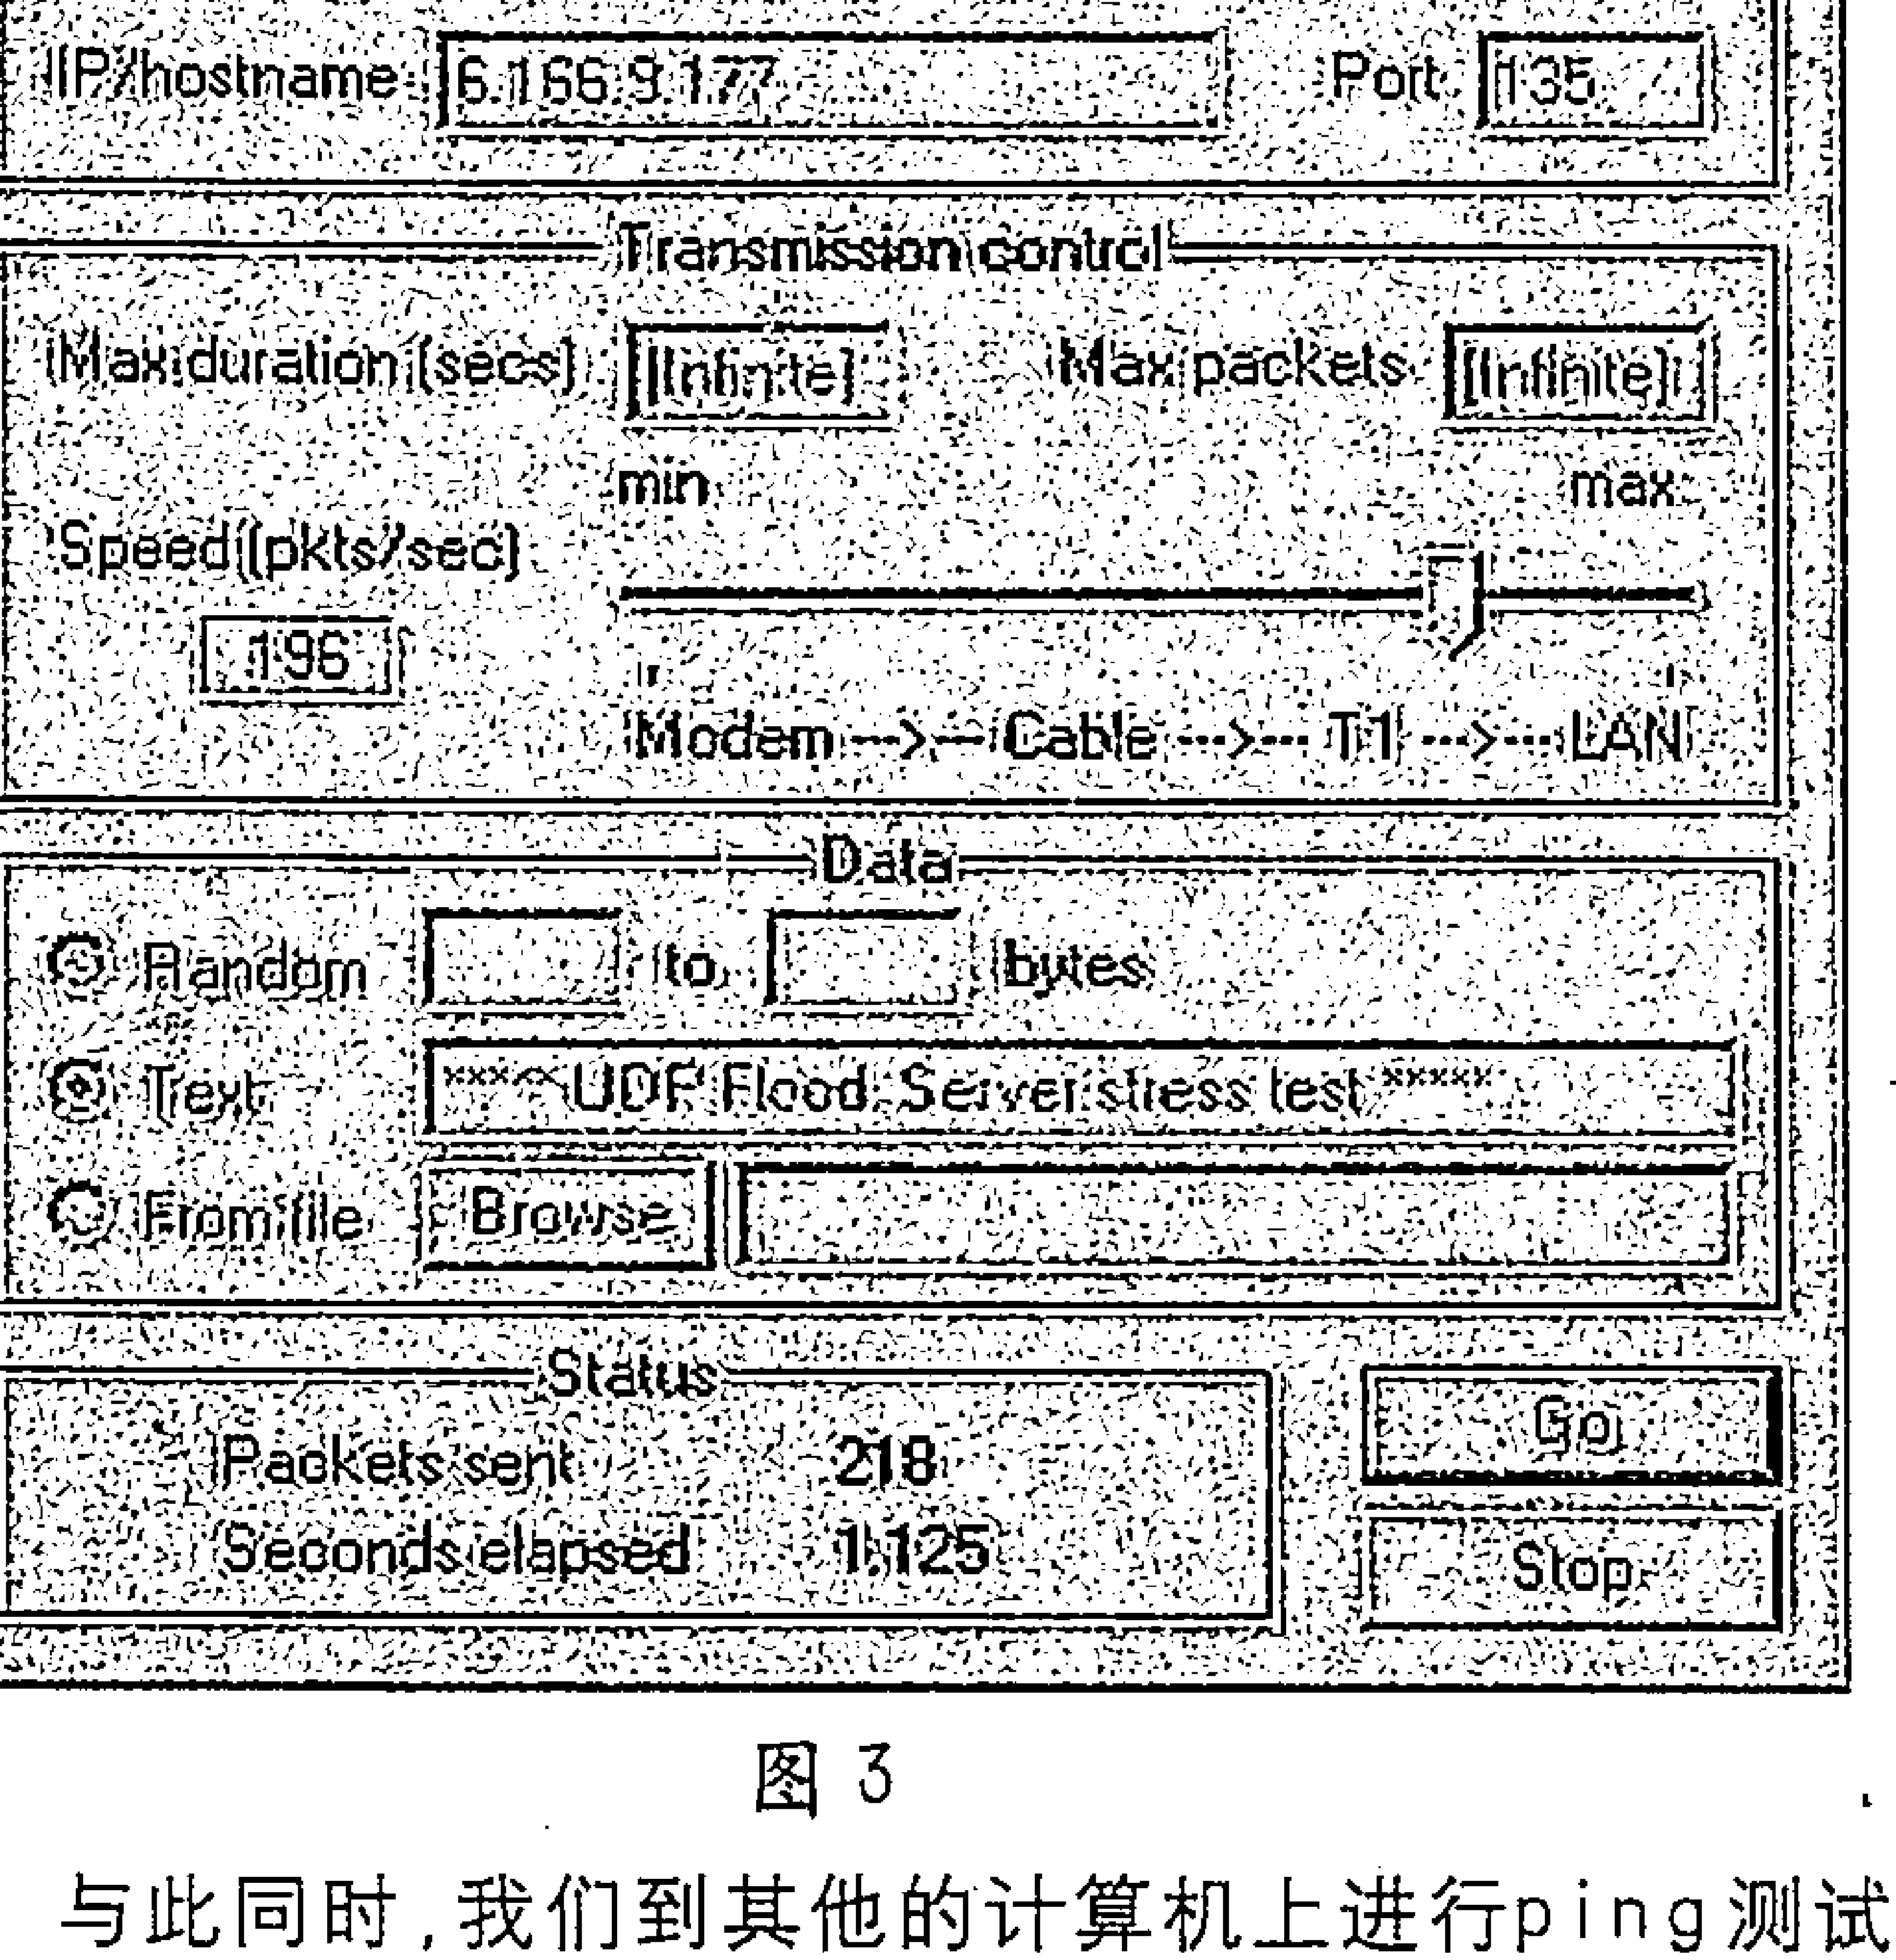 IP/hostname 6.166.9.177 Port 135
Transmission control
Max duration (secs) [Infinite] Max packets [Infinite]
min max
Speed (pkts/sec)
196
Modem --->--- Cable --->--- T1 --->--- LAN
Data
Random to bytes
Text ***** UDP Flood. Server stress test *****
From file Browse
Status
Go
Packets sent 218
Seconds elapsed 1.125
Stop
图 3
与此同时,我们到其他的计算机上进行ping测试